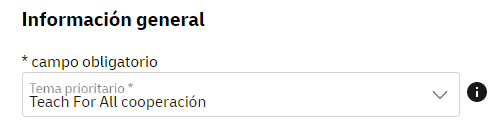 Información general
* campo obligatorio
Tema prioritario *
Teach For All cooperación